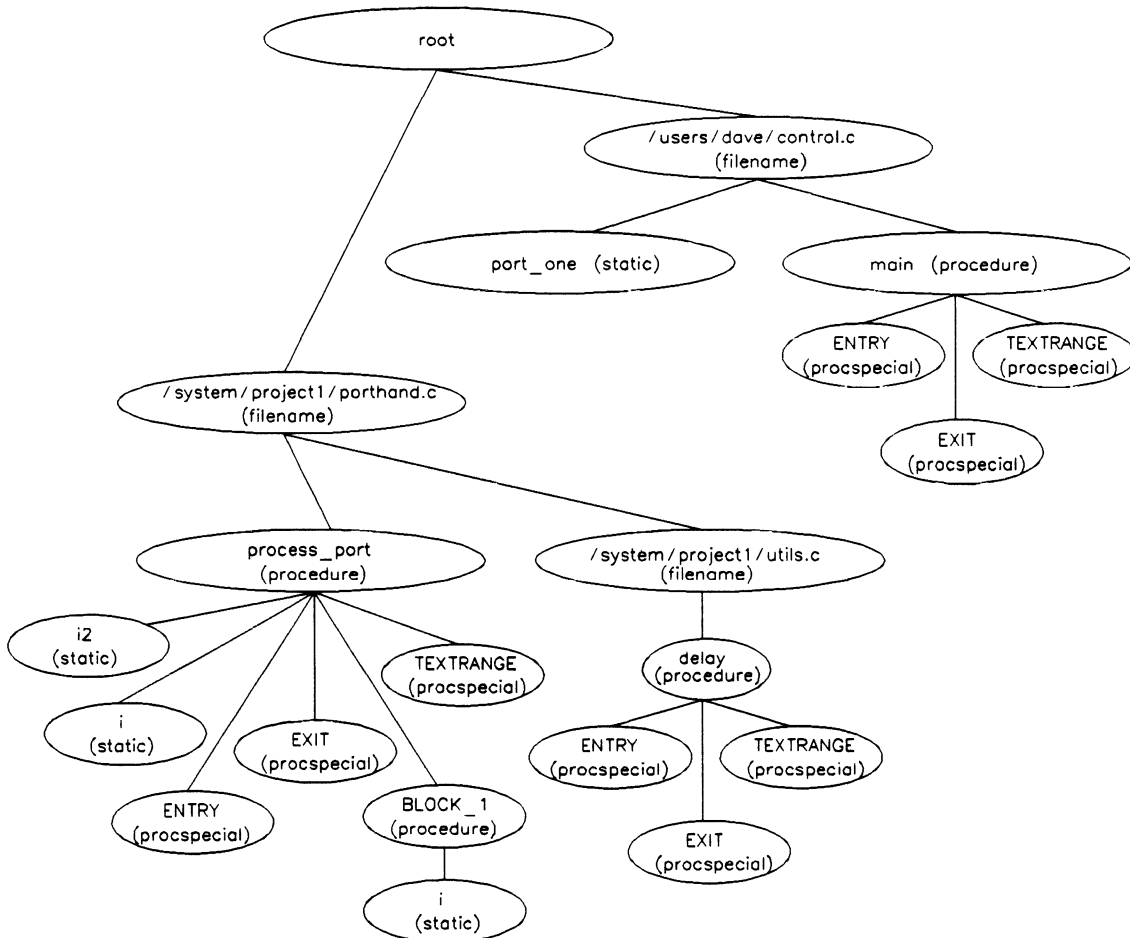 root
/users/dave/control.c
(filename)
port_one (static)
main (procedure)
ENTRY
(procspecial)
TEXTRANGE
(procspecial)
EXIT
(procspecial)
/system/project1/porthand.c
(filename)
process_port
(procedure)
/system/project1/utils.c
(filename)
i2
(static)
TEXTRANGE
(procspecial)
delay
(procedure)
i
(static)
EXIT
(procspecial)
ENTRY
(procspecial)
TEXTRANGE
(procspecial)
ENTRY
(procspecial)
BLOCK_1
(procedure)
EXIT
(procspecial)
i
(static)